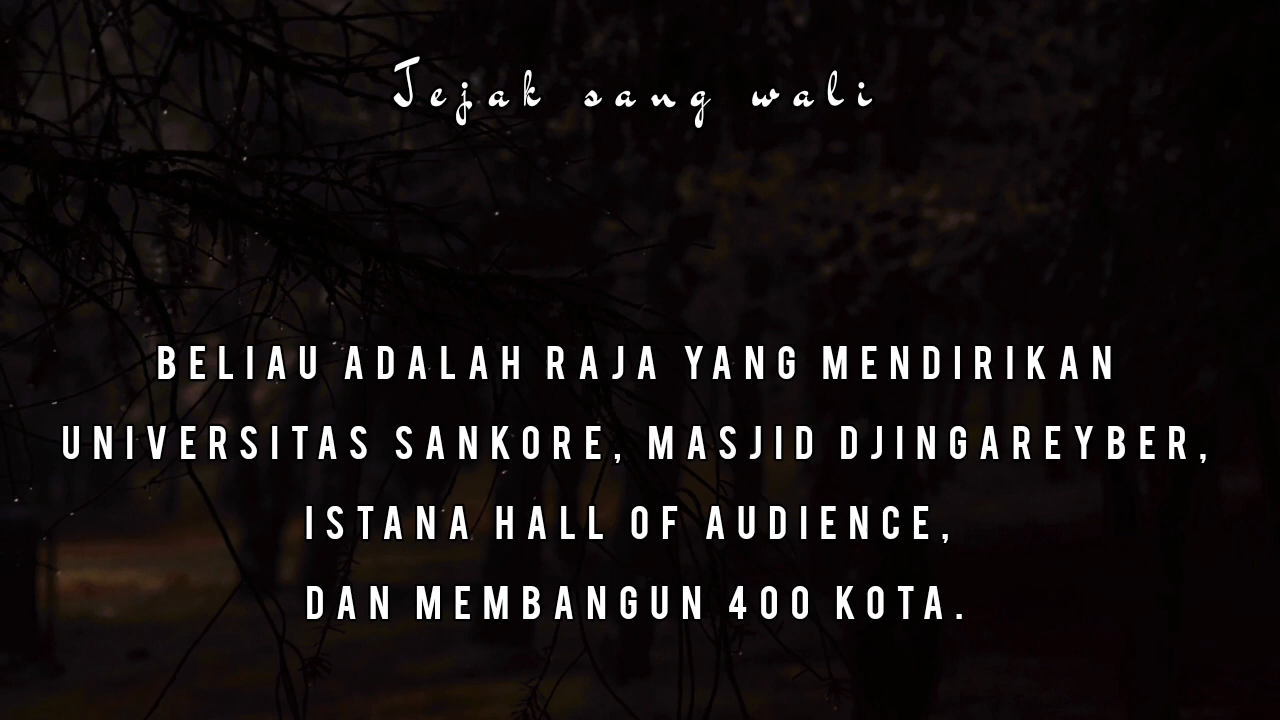 Tejak sang wali
BELIAU ADALAH RAJA YANG MENDIRIKAN
UNIVERSITAS SANKORE, MASJID DJINGAREYBER,
ISTANA HALL OF AUDIENCE,
DAN MEMBANGUN 400 KOTA.